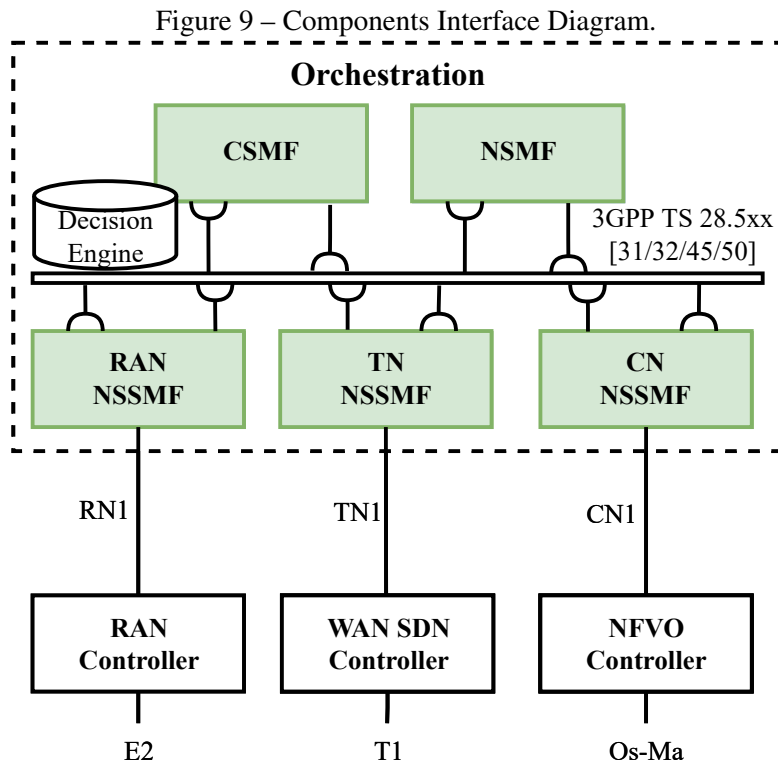 Figure 9 – Components Interface Diagram.
Orchestration
CSMF
NSMF
Decision
Engine
3GPP TS 28.5xx
[31/32/45/50]
RAN
NSSMF
TN
NSSMF
CN
NSSMF
RN1
TN1
CN1
RAN
Controller
WAN SDN
Controller
NFVO
Controller
E2
T1
Os-Ma